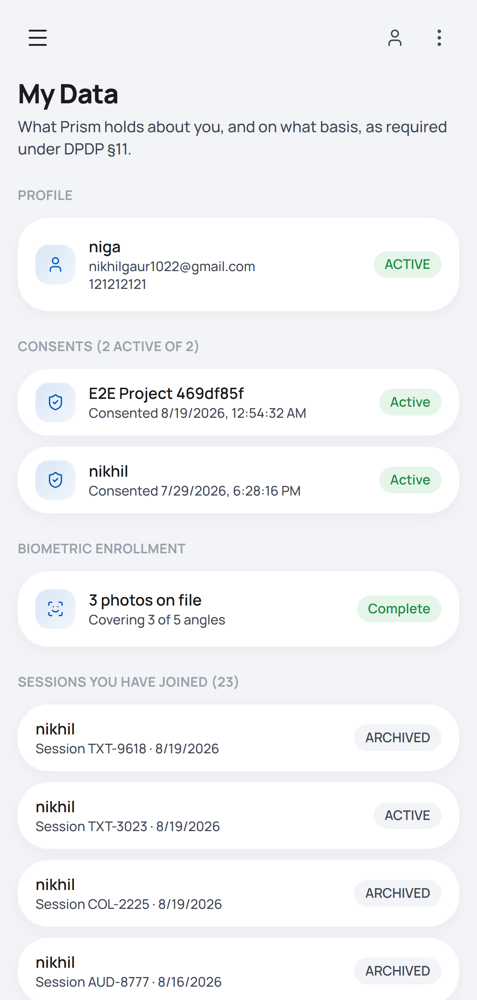 My Data
What Prism holds about you, and on what basis, as required
under DPDP §11.
PROFILE
niga
nikhilgaur1022@gmail.com
121212121
ACTIVE
CONSENTS (2 ACTIVE OF 2)
E2E Project 469df85f
Consented 8/19/2026, 12:54:32 AM
Active
nikhil
Consented 7/29/2026, 6:28:16 PM
Active
BIOMETRIC ENROLLMENT
3 photos on file
Covering 3 of 5 angles
Complete
SESSIONS YOU HAVE JOINED (23)
nikhil
Session TXT-9618 · 8/19/2026
ARCHIVED
nikhil
Session TXT-3023 · 8/19/2026
ACTIVE
nikhil
Session COL-2225 · 8/19/2026
ARCHIVED
nikhil
Session AUD-8777 · 8/16/2026
ARCHIVED